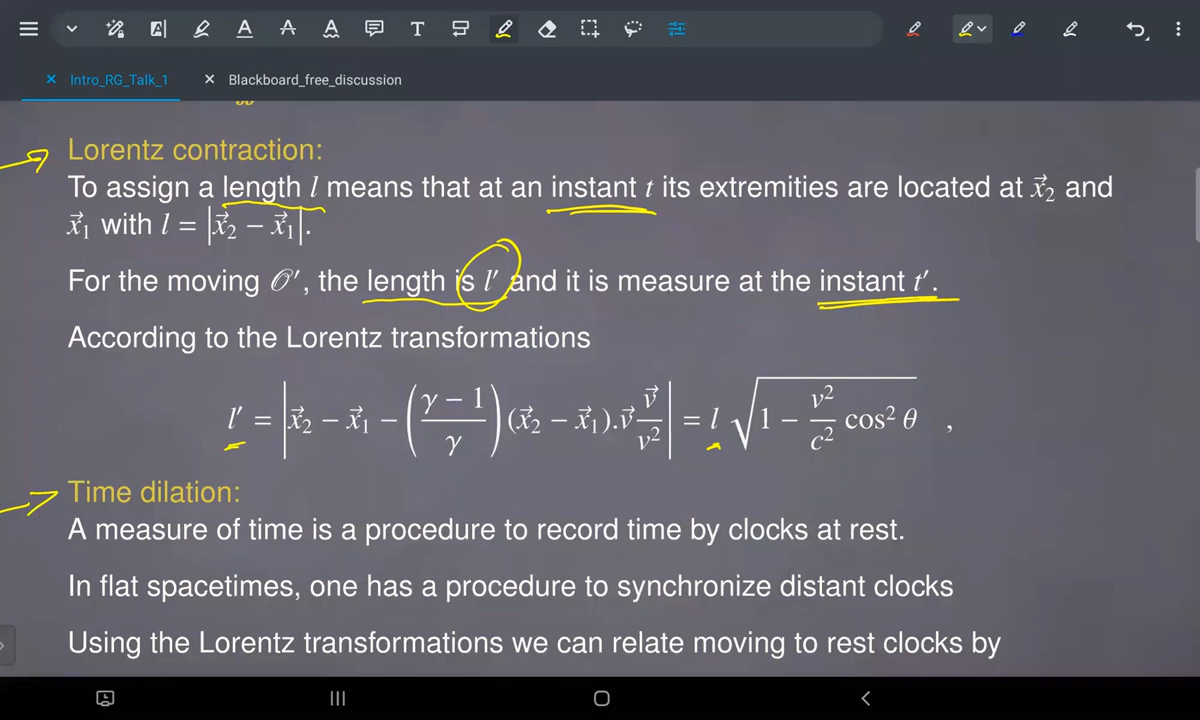 Intro_RG_Talk_1 Blackboard_free_discussion
Lorentz contraction:
To assign a length l means that at an instant t its extremities are located at x⃗₂ and
x⃗₁ with l = |x⃗₂ − x⃗₁|.
For the moving 𝒪′, the length is l′ and it is measure at the instant t′.
According to the Lorentz transformations
l′ = |x⃗₂ − x⃗₁ − ((γ − 1)/γ) (x⃗₂ − x⃗₁).v⃗ v⃗/v²| = l √(1 − v²/c² cos² θ) ,
Time dilation:
A measure of time is a procedure to record time by clocks at rest.
In flat spacetimes, one has a procedure to synchronize distant clocks
Using the Lorentz transformations we can relate moving to rest clocks by